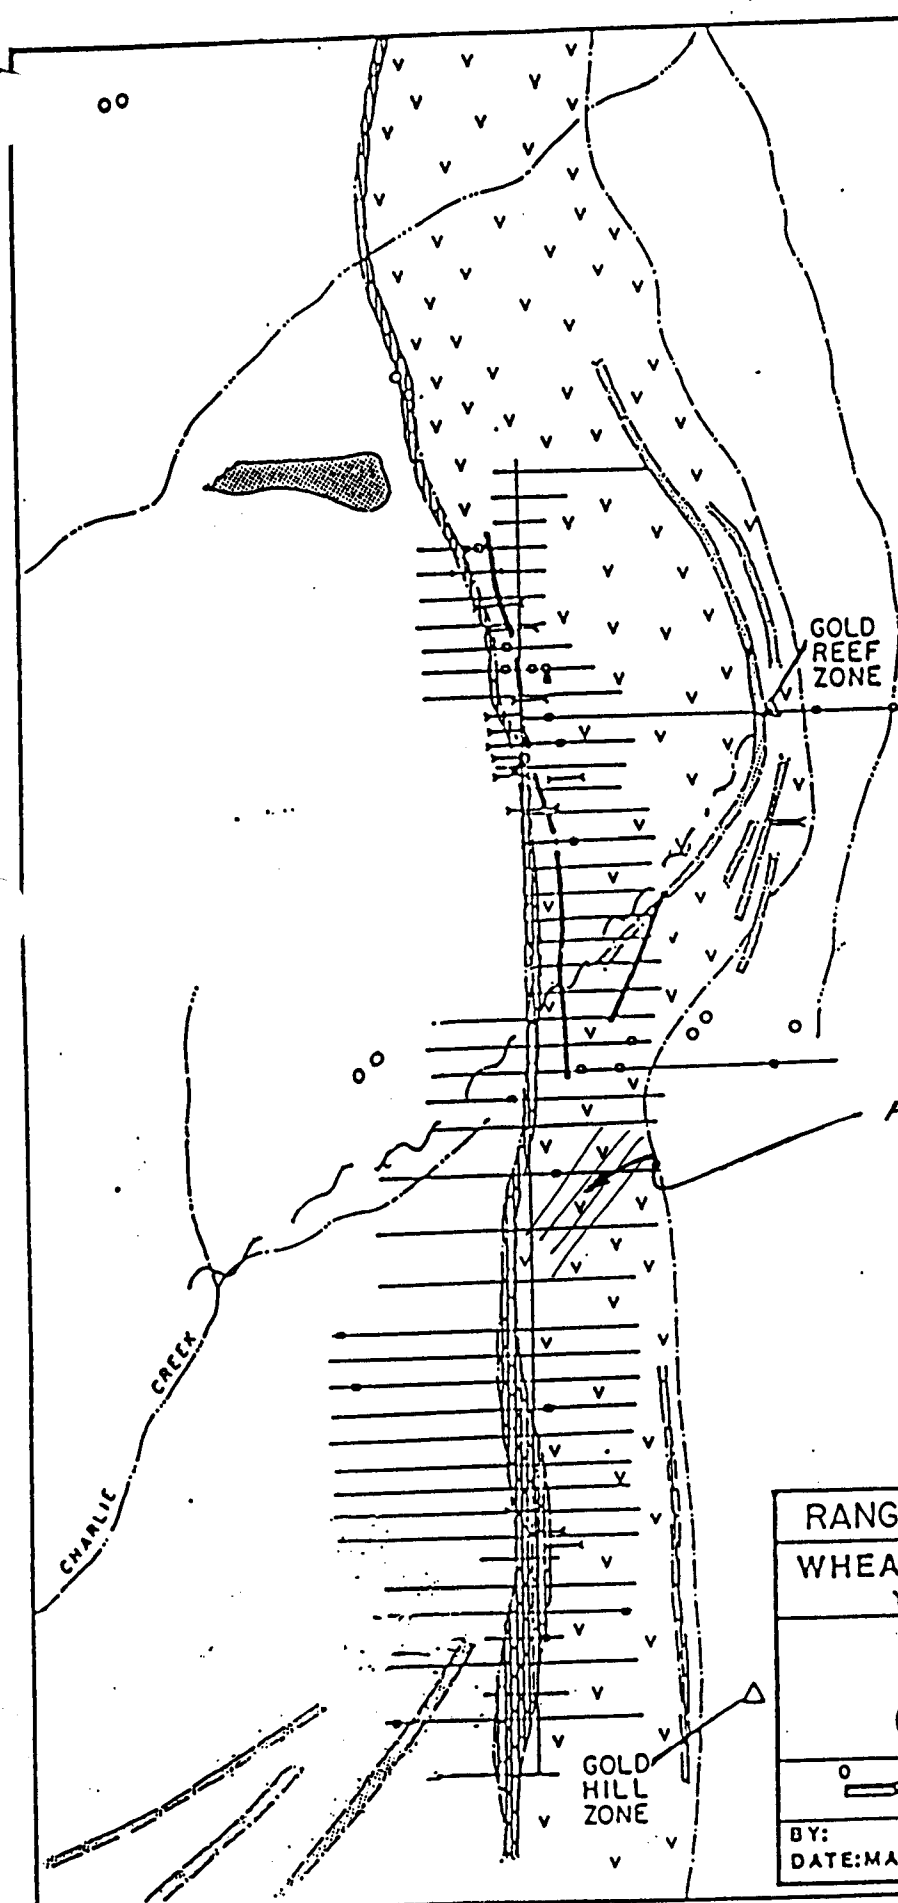 GOLD
REEF
ZONE
CHARLIE CREEK
GOLD
HILL
ZONE
RANG
WHEA
0
BY:
DATE:MA